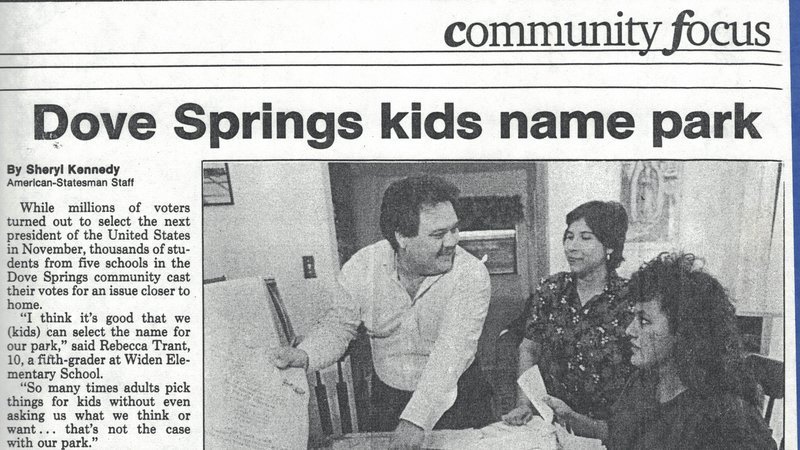 community focus
Dove Springs kids name park
By Sheryl Kennedy
American-Statesman Staff
While millions of voters
turned out to select the next
president of the United States
in November, thousands of stu-
dents from five schools in the
Dove Springs community cast
their votes for an issue closer to
home.
"I think it's good that we
(kids) can select the name for
our park," said Rebecca Trant,
10, a fifth-grader at Widen Ele-
mentary School.
"So many times adults pick
things for kids without even
asking us what we think or
want... that's not the case
with our park."